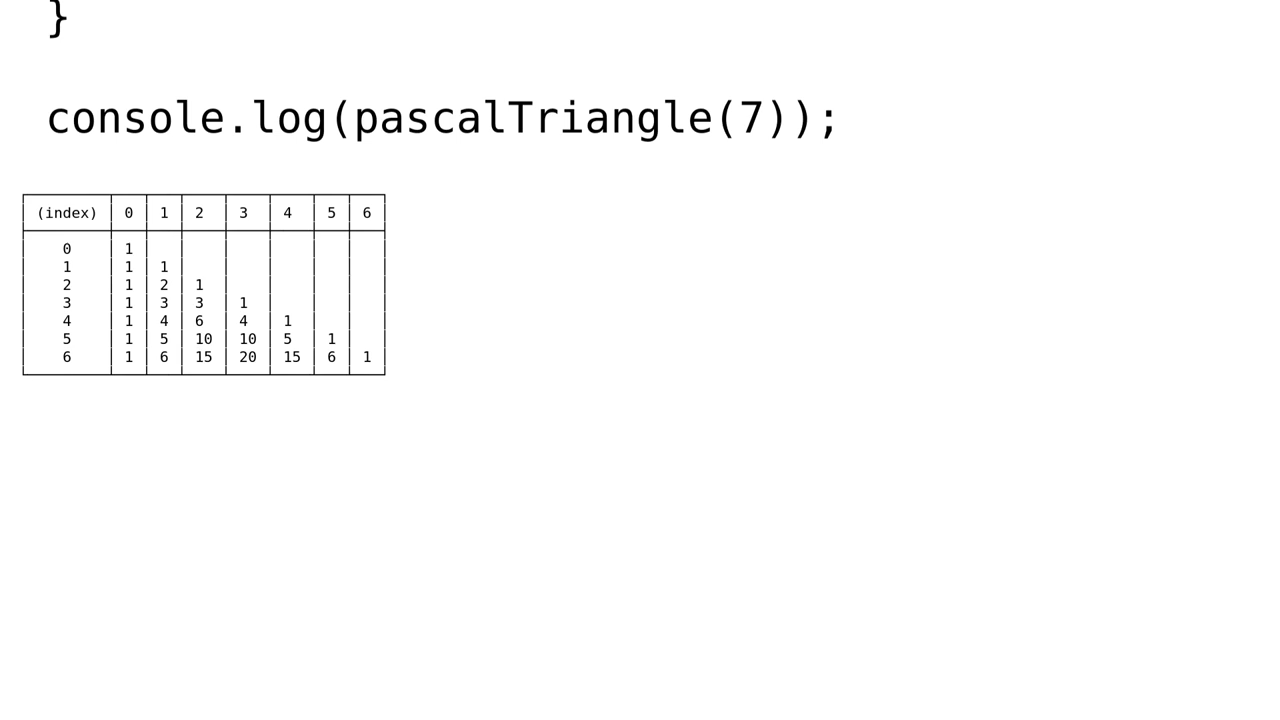 }
console.log(pascalTriangle(7));
(index) 0 1 2 3 4 5 6
0 1
1 1 1
2 1 2 1
3 1 3 3 1
4 1 4 6 4 1
5 1 5 10 10 5 1
6 1 6 15 20 15 6 1